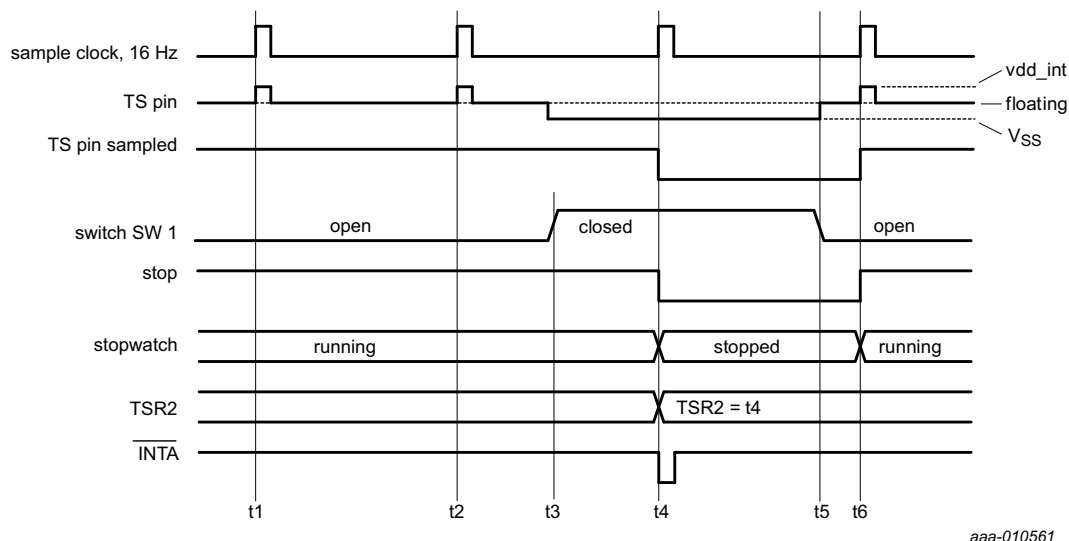 sample clock, 16 Hz
vdd_int
TS pin
floating
VSS
TS pin sampled
switch SW 1
open
closed
open
stop
stopwatch
running
stopped
running
TSR2
TSR2 = t4
INTA
t1 t2 t3 t4 t5 t6
aaa-010561